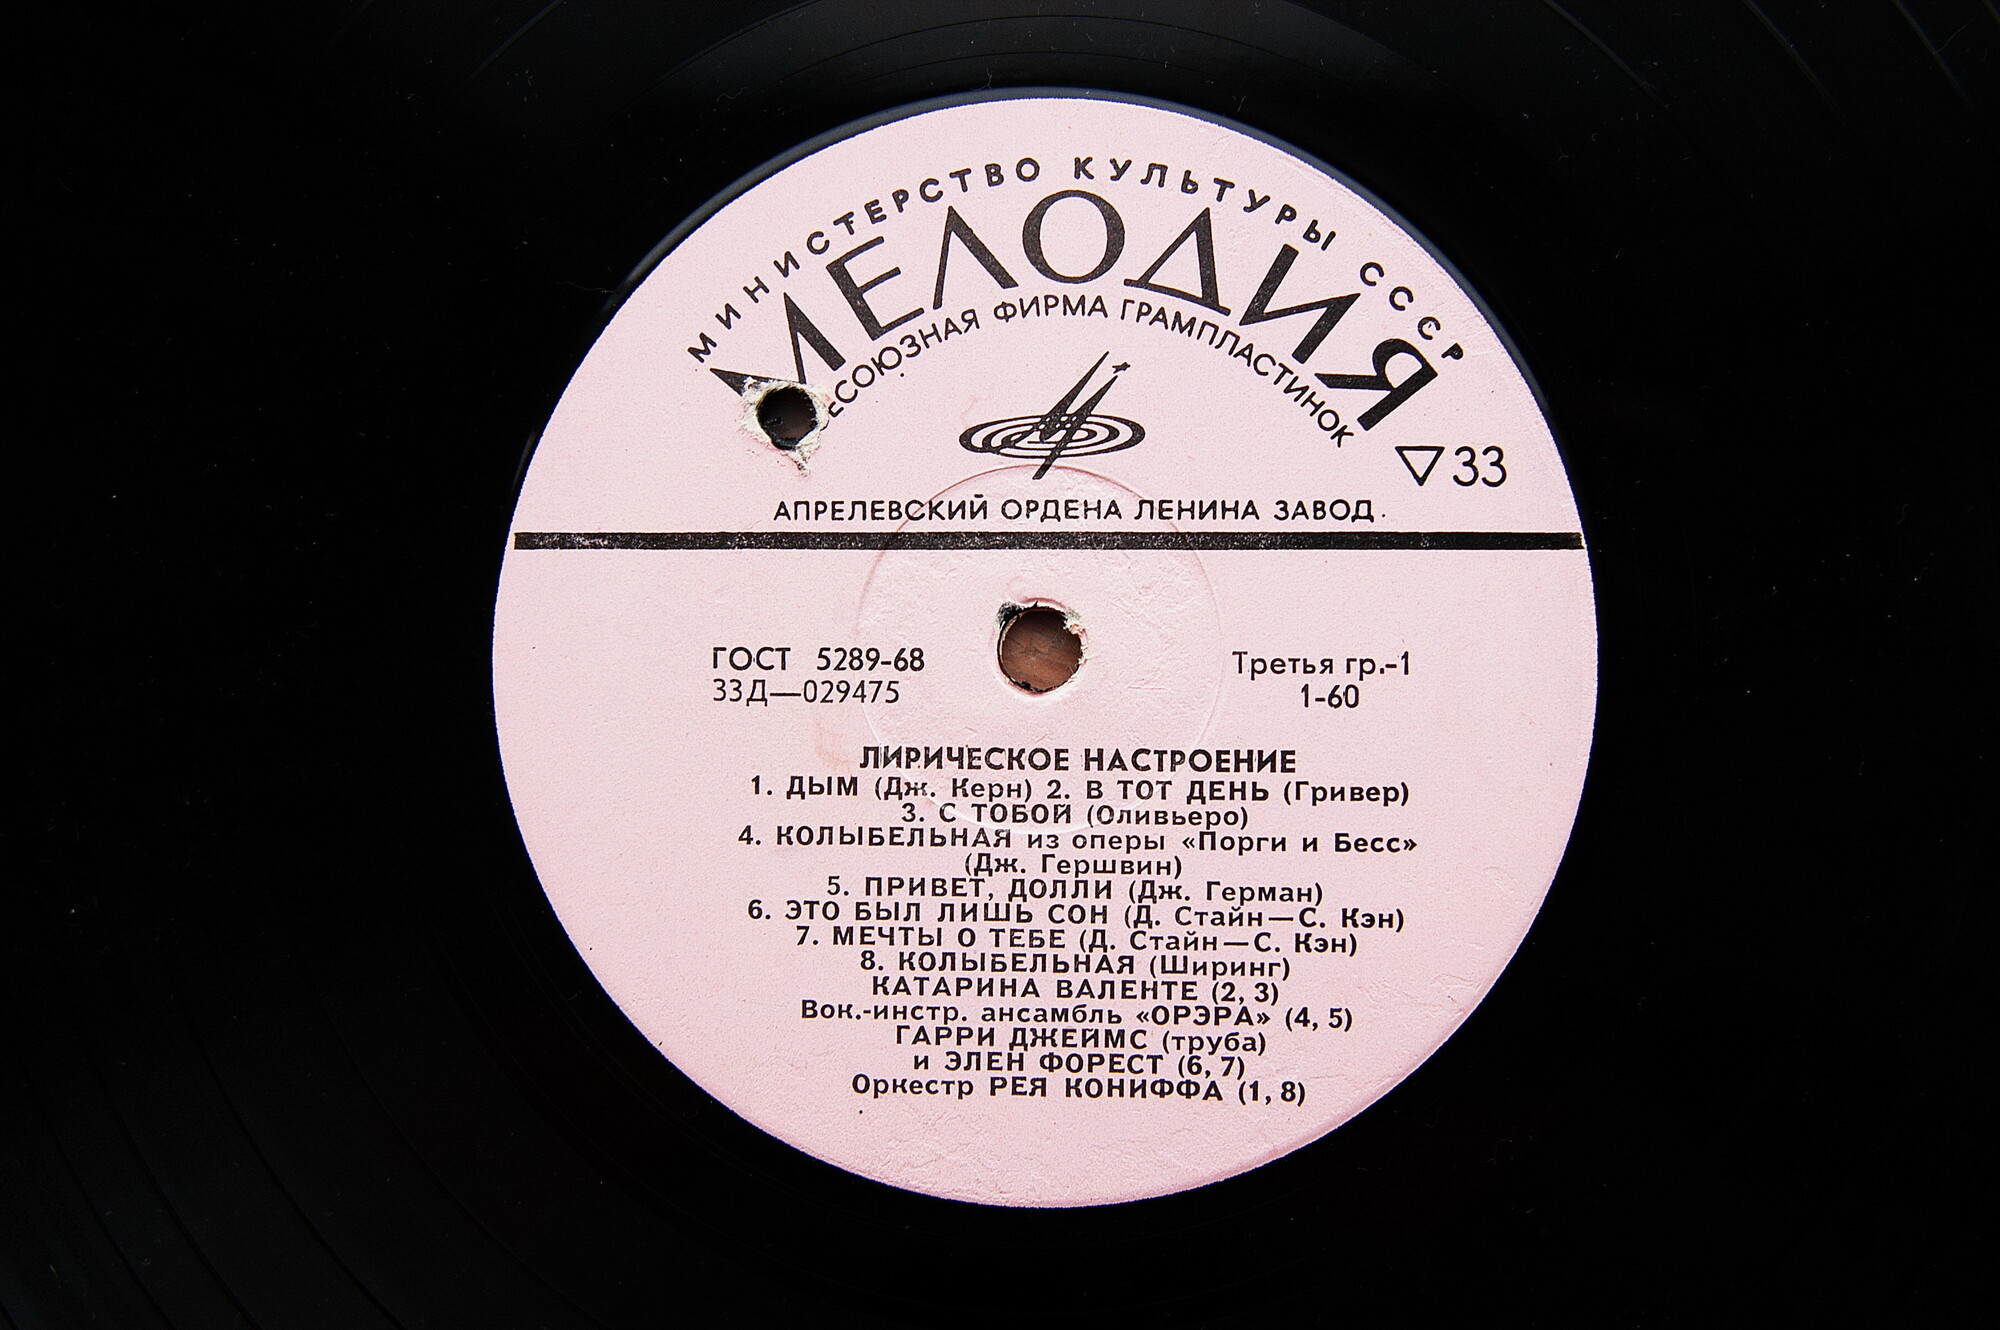 МИНИСТЕРСТВО КУЛЬТУРЫ СССР
МЕЛОДИЯ
ФИРМА ГРАМПЛАСТИНОК
33
АПРЕЛЕВСКИЙ ОРДЕНА ЛЕНИНА ЗАВОД.
ГОСТ 5289-68
33Д—029475
Третья гр.-1
1-60
ЛИРИЧЕСКОЕ НАСТРОЕНИЕ
1. ДЫМ (Дж. Керн) 2. В ТОТ ДЕНЬ (Гривер)
3. С ТОБОЙ (Оливьеро)
4. КОЛЫБЕЛЬНАЯ из оперы «Порги и Бесс»
(Дж. Гершвин)
5. ПРИВЕТ, ДОЛЛИ (Дж. Герман)
6. ЭТО БЫЛ ЛИШЬ СОН (Д. Стайн—С. Кэн)
7. МЕЧТЫ О ТЕБЕ (Д. Стайн—С. Кэн)
8. КОЛЫБЕЛЬНАЯ (Ширинг)
КАТАРИНА ВАЛЕНТЕ (2, 3)
Вок.-инстр. ансамбль «ОРЭРА» (4, 5)
ГАРРИ ДЖЕЙМС (труба)
и ЭЛЕН ФОРЕСТ (6, 7)
Оркестр РЕЯ КОНИФФА (1, 8)